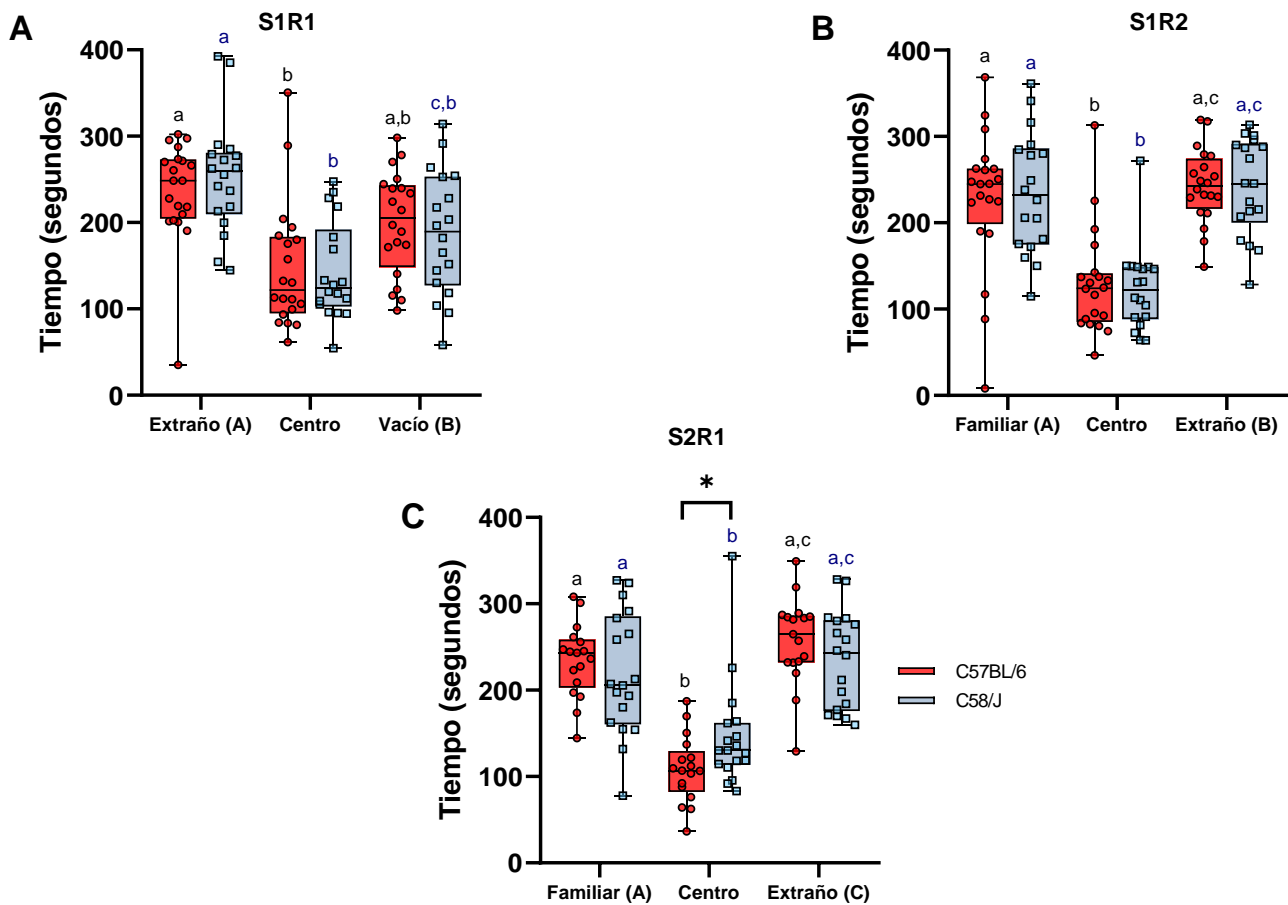 A
S1R1
Tiempo (segundos)
400
300
200
100
0
a
a
b
b
a,b
c,b
Extraño (A)
Centro
Vacío (B)
B
S1R2
Tiempo (segundos)
400
300
200
100
0
a
a
b
b
a,c
a,c
Familiar (A)
Centro
Extraño (B)
C
S2R1
Tiempo (segundos)
400
300
200
100
0
a
a
*
b
b
a,c
a,c
Familiar (A)
Centro
Extraño (C)
C57BL/6
C58/J